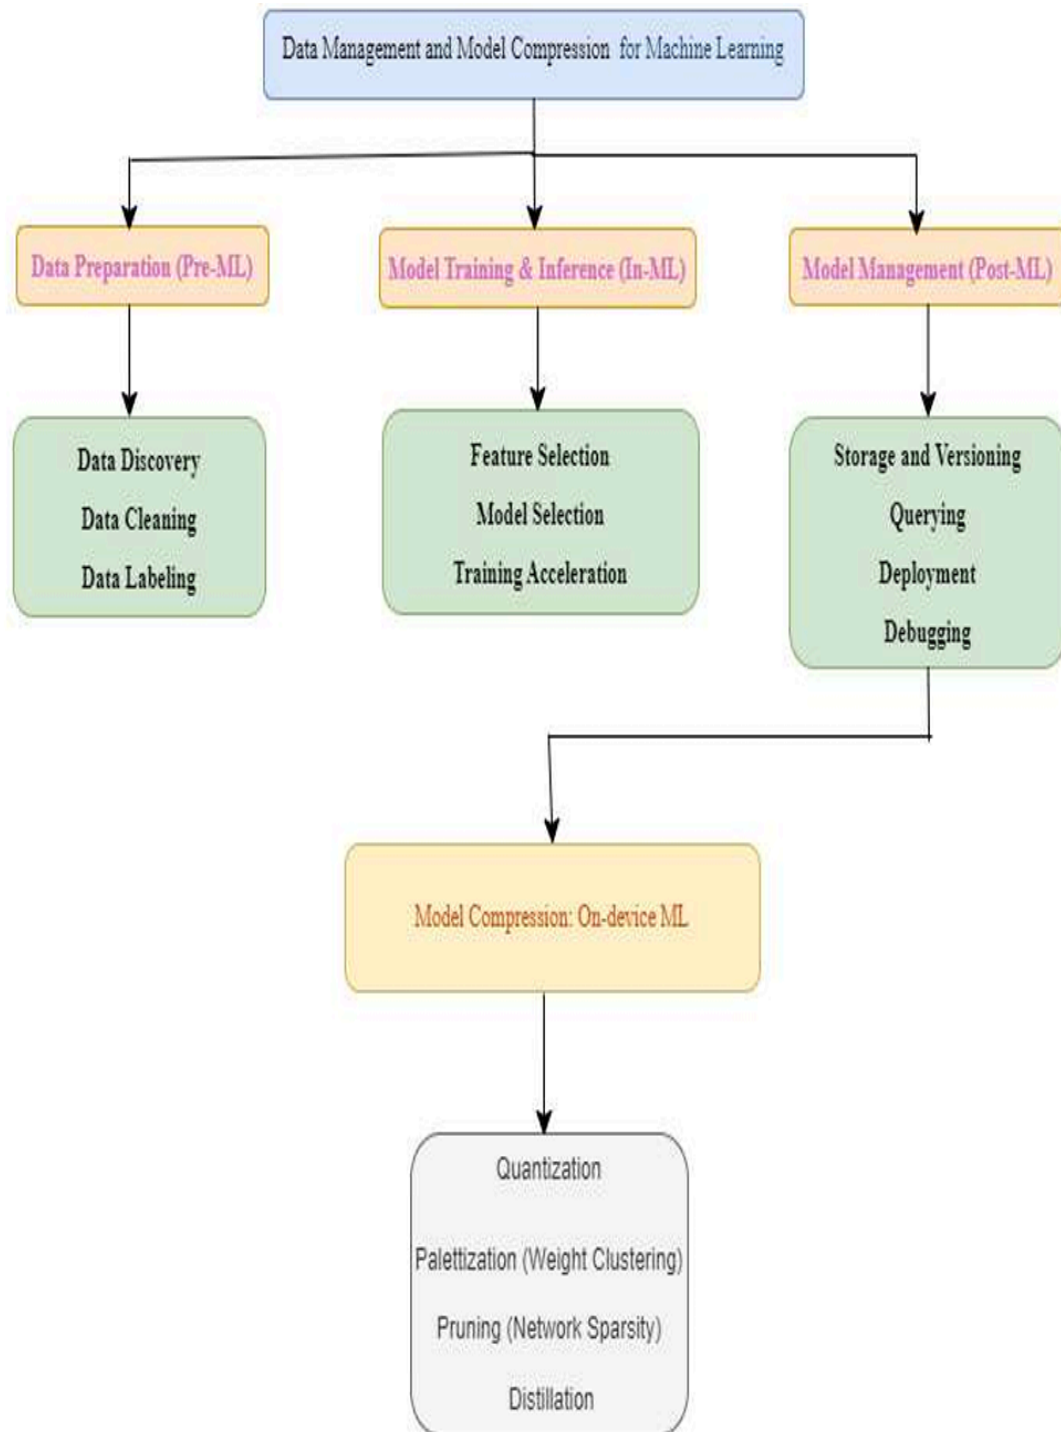 Data Management and Model Compression for Machine Learning
Data Preparation (Pre-ML)
Model Training & Inference (In-ML)
Model Management (Post-ML)
Data Discovery
Data Cleaning
Data Labeling
Feature Selection
Model Selection
Training Acceleration
Storage and Versioning
Querying
Deployment
Debugging
Model Compression: On-device ML
Quantization
Palettization (Weight Clustering)
Pruning (Network Sparsity)
Distillation